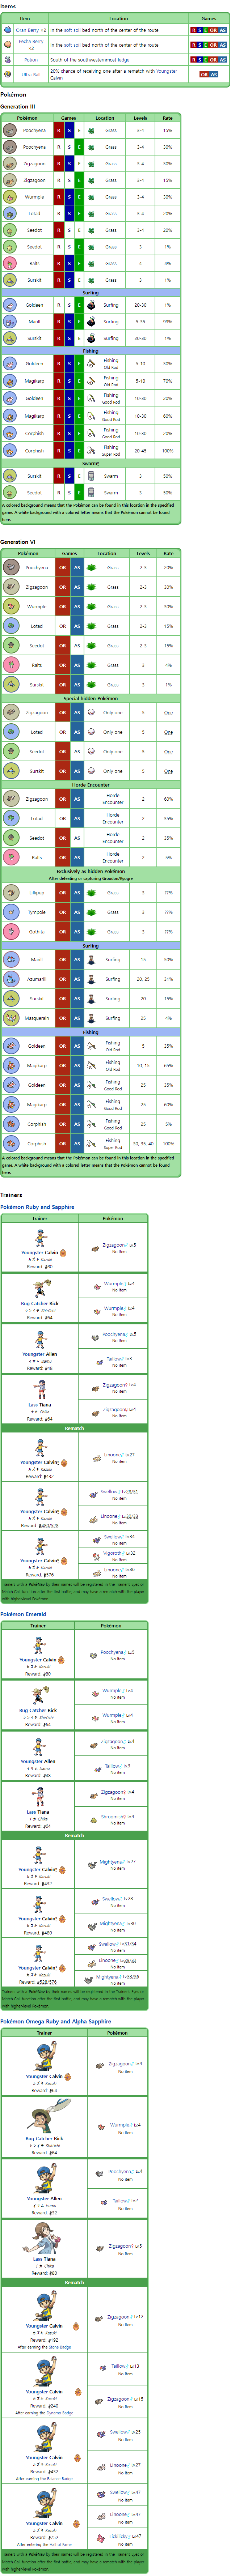 Items
Item Location Games
Oran Berry ×2 In the soft soil bed north of the center of the route R S E OR AS
Pecha Berry ×2 In the soft soil bed north of the center of the route R S E OR AS
Potion South of the southwesternmost ledge R S E OR AS
Ultra Ball 20% chance of receiving one after a rematch with Youngster Calvin OR AS
Pokémon
Generation III
Pokémon Games Location Levels Rate
Poochyena R S E Grass 3-4 15%
Poochyena R S E Grass 3-4 30%
Zigzagoon R S E Grass 3-4 30%
Zigzagoon R S E Grass 3-4 15%
Wurmple R S E Grass 3-4 30%
Lotad R S E Grass 3-4 20%
Seedot R S E Grass 3-4 20%
Seedot R S E Grass 3 1%
Ralts R S E Grass 4 4%
Surskit R S E Grass 3 1%
Surfing
Goldeen R S E Surfing 20-30 1%
Marill R S E Surfing 5-35 99%
Surskit R S E Surfing 20-30 1%
Fishing
Goldeen R S E Fishing Old Rod 5-10 30%
Magikarp R S E Fishing Old Rod 5-10 70%
Goldeen R S E Fishing Good Rod 10-30 20%
Magikarp R S E Fishing Good Rod 10-30 60%
Corphish R S E Fishing Good Rod 10-30 20%
Corphish R S E Fishing Super Rod 20-45 100%
Swarm
Surskit R S E Swarm 3 50%
Seedot R S E Swarm 3 50%
A colored background means that the Pokémon can be found in this location in the specified
game. A white background with a colored letter means that the Pokémon cannot be found
here.
Generation VI
Pokémon Games Location Levels Rate
Poochyena OR AS Grass 2-3 20%
Zigzagoon OR AS Grass 2-3 30%
Wurmple OR AS Grass 2-3 30%
Lotad OR AS Grass 2-3 15%
Seedot OR AS Grass 2-3 15%
Ralts OR AS Grass 3 4%
Surskit OR AS Grass 3 1%
Special hidden Pokémon
Zigzagoon OR AS Only one 5 One
Lotad OR AS Only one 5 One
Seedot OR AS Only one 5 One
Surskit OR AS Only one 5 One
Horde Encounter
Zigzagoon OR AS Horde Encounter 2 60%
Lotad OR AS Horde Encounter 2 35%
Seedot OR AS Horde Encounter 2 35%
Ralts OR AS Horde Encounter 2 5%
Exclusively as hidden Pokémon
After defeating or capturing Groudon/Kyogre
Lillipup OR AS Grass 3 ??%
Tympole OR AS Grass 3 ??%
Gothita OR AS Grass 3 ??%
Surfing
Marill OR AS Surfing 15 50%
Azumarill OR AS Surfing 20, 25 31%
Surskit OR AS Surfing 20 15%
Masquerain OR AS Surfing 25 4%
Fishing
Goldeen OR AS Fishing Old Rod 5 35%
Magikarp OR AS Fishing Old Rod 10, 15 65%
Goldeen OR AS Fishing Good Rod 25 35%
Magikarp OR AS Fishing Good Rod 25 60%
Corphish OR AS Fishing Good Rod 25 5%
Corphish OR AS Fishing Super Rod 30, 35, 40 100%
A colored background means that the Pokémon can be found in this location in the specified
game. A white background with a colored letter means that the Pokémon cannot be found
here.
Trainers
Pokémon Ruby and Sapphire
Trainer Pokémon
Youngster Calvin
カズキ Kazuki
Reward: 80
Zigzagoon♂ Lv.5
No item
Bug Catcher Rick
シンイチ Shin'ichi
Reward: 64
Wurmple♂ Lv.4
No item
Wurmple♂ Lv.4
No item
Youngster Allen
イサム Isamu
Reward: 48
Poochyena♂ Lv.3
No item
Taillow♂ Lv.3
No item
Lass Tiana
チカ Chika
Reward: 64
Zigzagoon♀ Lv.4
No item
Zigzagoon♀ Lv.4
No item
Rematch
Youngster Calvin
カズキ Kazuki
Reward: 432
Linoone♂ Lv.27
No item
Youngster Calvin
カズキ Kazuki
Reward: 480/528
Swellow♂ Lv.28/31
No item
Linoone♂ Lv.30/33
No item
Youngster Calvin
カズキ Kazuki
Reward: 576
Swellow♂ Lv.34
No item
Vigoroth♂ Lv.32
No item
Linoone♂ Lv.36
No item
Trainers with a PokéNav by their names will be registered in the Trainer's Eyes or
Match Call function after the first battle, and may have a rematch with the player
with higher-level Pokémon.
Pokémon Emerald
Trainer Pokémon
Youngster Calvin
カズキ Kazuki
Reward: 80
Poochyena♂ Lv.5
No item
Bug Catcher Rick
シンイチ Shin'ichi
Reward: 64
Wurmple♂ Lv.4
No item
Wurmple♂ Lv.4
No item
Youngster Allen
イサム Isamu
Reward: 48
Zigzagoon♂ Lv.4
No item
Taillow♂ Lv.3
No item
Lass Tiana
チカ Chika
Reward: 64
Zigzagoon♀ Lv.4
No item
Shroomish♀ Lv.4
No item
Rematch
Youngster Calvin
カズキ Kazuki
Reward: 432
Mightyena♂ Lv.27
No item
Youngster Calvin
カズキ Kazuki
Reward: 480
Swellow♂ Lv.28
No item
Mightyena♂ Lv.30
No item
Youngster Calvin
カズキ Kazuki
Reward: 528/576
Swellow♂ Lv.31/34
No item
Linoone♂ Lv.29/32
No item
Mightyena♂ Lv.33/36
No item
Trainers with a PokéNav by their names will be registered in the Trainer's Eyes or
Match Call function after the first battle, and may have a rematch with the player
with higher-level Pokémon.
Pokémon Omega Ruby and Alpha Sapphire
Trainer Pokémon
Youngster Calvin
カズキ Kazuki
Reward: 64
Zigzagoon♂ Lv.4
No item
Bug Catcher Rick
シンイチ Shin'ichi
Reward: 64
Wurmple♂ Lv.4
No item
Youngster Allen
イサム Isamu
Reward: 32
Poochyena♂ Lv.4
No item
Taillow♂ Lv.2
No item
Lass Tiana
チカ Chika
Reward: 80
Zigzagoon♀ Lv.5
No item
Rematch
Youngster Calvin
カズキ Kazuki
Reward: 192
After earning the Stone Badge
Zigzagoon♂ Lv.12
No item
Youngster Calvin
カズキ Kazuki
Reward: 240
After earning the Dynamo Badge
Taillow♂ Lv.13
No item
Zigzagoon♂ Lv.15
No item
Youngster Calvin
カズキ Kazuki
Reward: 432
After earning the Balance Badge
Swellow♂ Lv.25
No item
Linoone♂ Lv.27
No item
Youngster Calvin
カズキ Kazuki
Reward: 752
After entering the Hall of Fame
Swellow♂ Lv.47
No item
Linoone♂ Lv.47
No item
Lickilicky♂ Lv.47
No item
Trainers with a PokéNav by their names will be registered in the Trainer's Eyes or
Match Call function after the first battle, and may have a rematch with the player
with higher-level Pokémon.